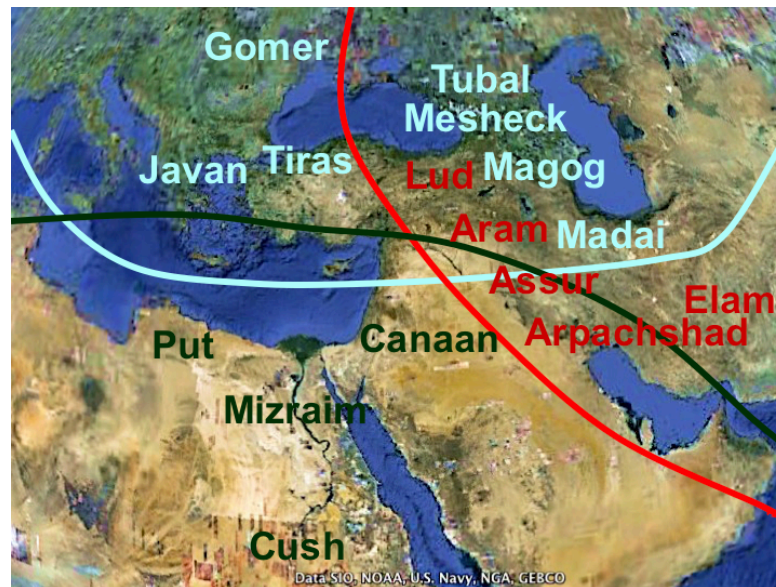 Gomer
Tubal
Mesheck
Javan
Tiras
Lud
Magog
Aram
Madai
Assur
Elam
Put
Canaan
Arpachshad
Mizraim
Cush
Data SIO, NOAA, U.S. Navy, NGA, GEBCO